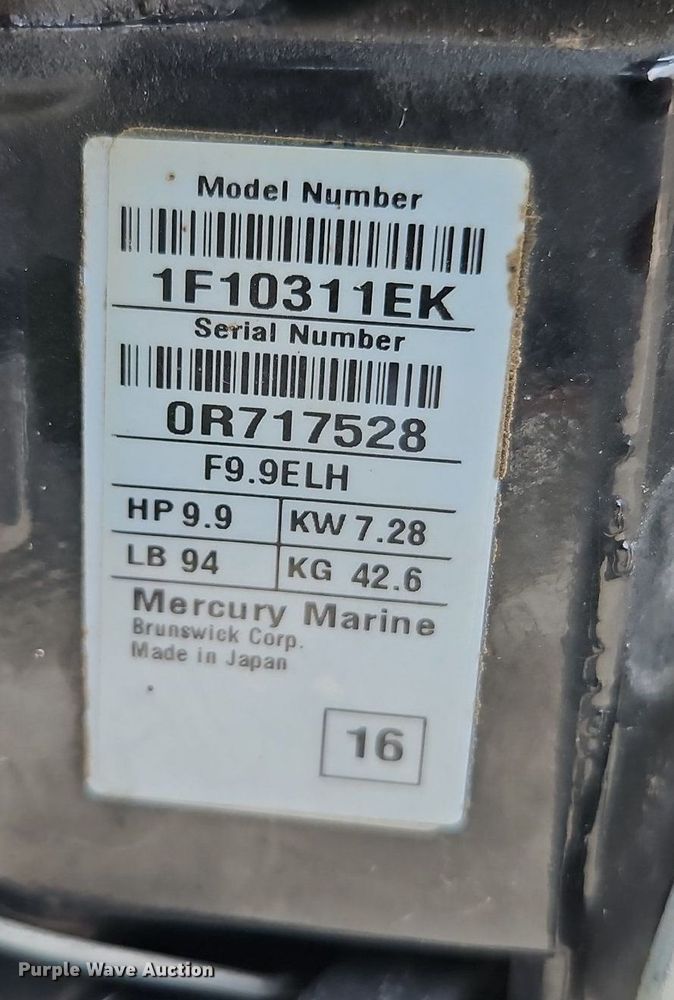 Model Number
1F10311EK
Serial Number
0R717528
F9.9ELH
HP 9.9 KW 7.28
LB 94 KG 42.6
Mercury Marine
Brunswick Corp.
Made in Japan
16
Purple Wave Auction